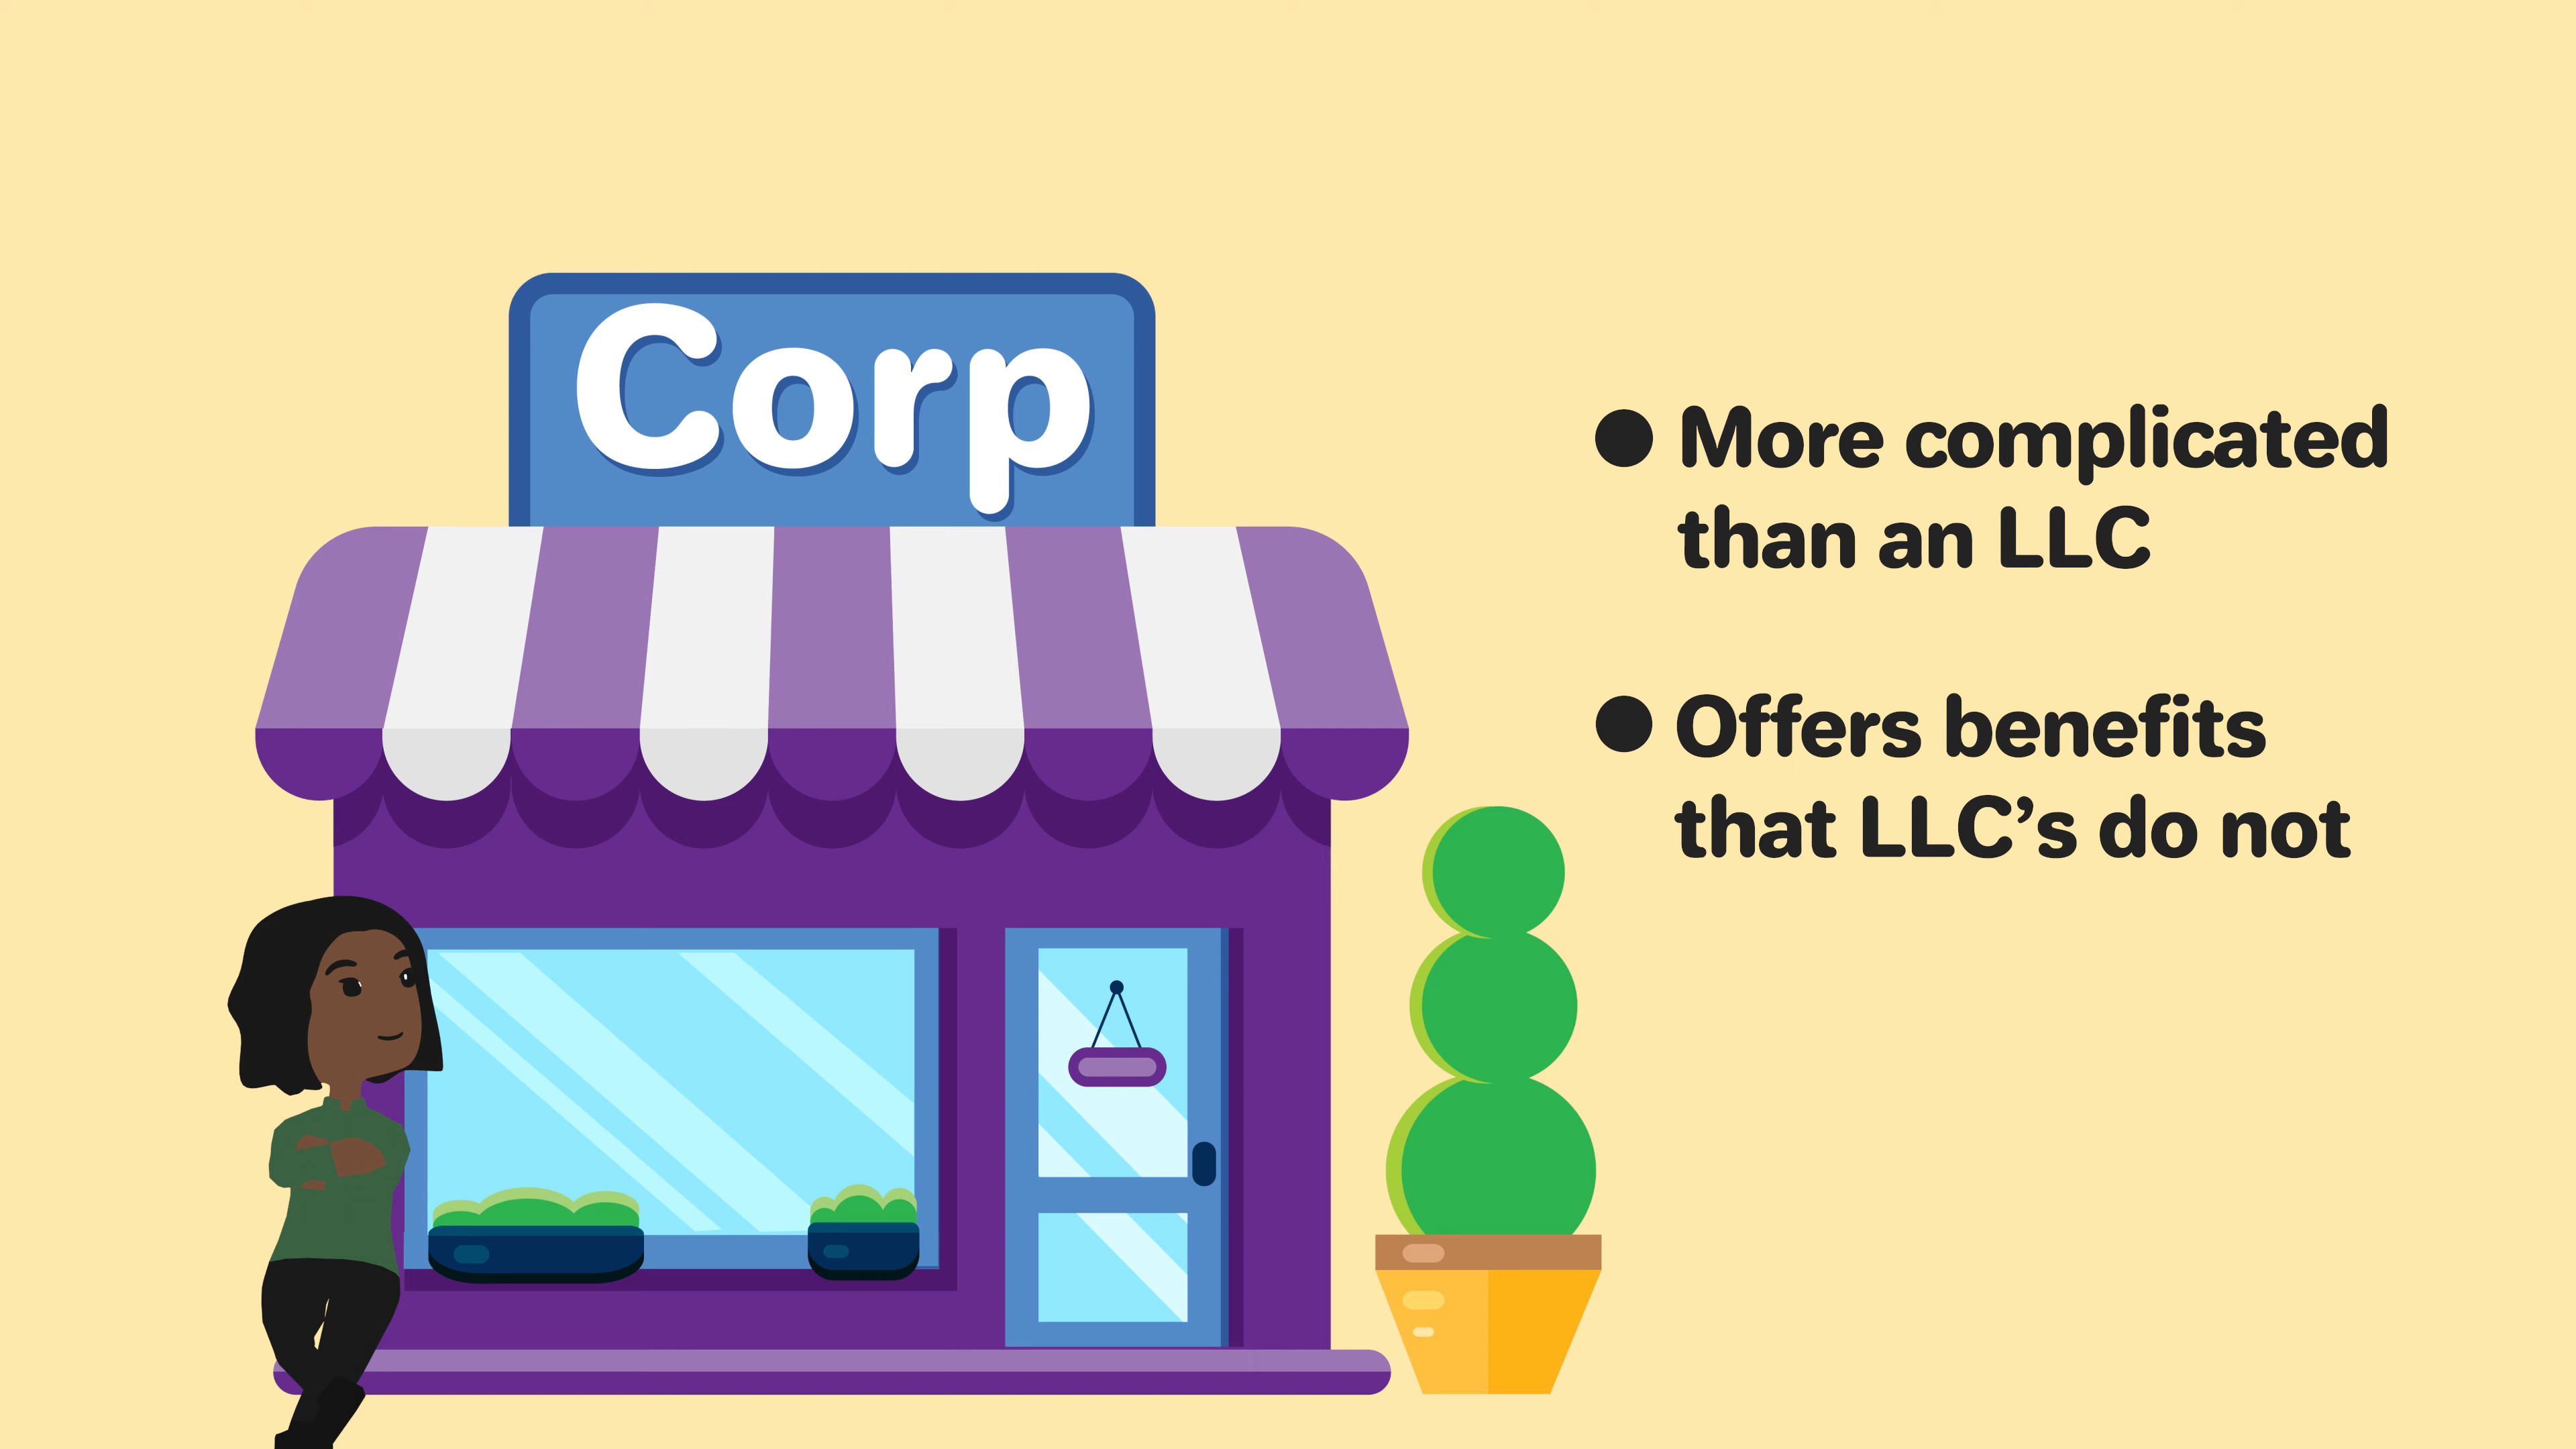 Corp
More complicated
than an LLC
Offers benefits
that LLC’s do not